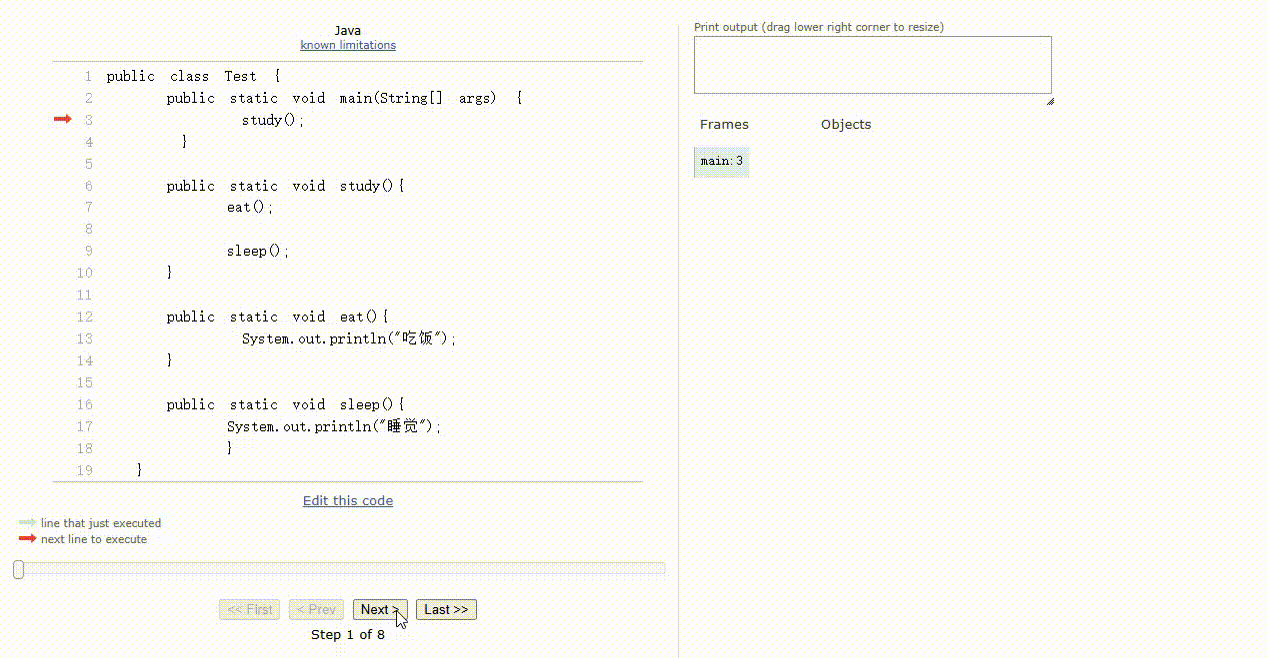 Java
known limitations
1 public class Test {
2 public static void main(String[] args) {
3 study();
4 }
5
6 public static void study(){
7 eat();
8
9 sleep();
10 }
11
12 public static void eat(){
13 System.out.println("吃饭");
14 }
15
16 public static void sleep(){
17 System.out.println("睡觉");
18 }
19 }
Edit this code
line that just executed
next line to execute
<< First < Prev Next > Last >>
Step 1 of 8
Print output (drag lower right corner to resize)
Frames Objects
main:3